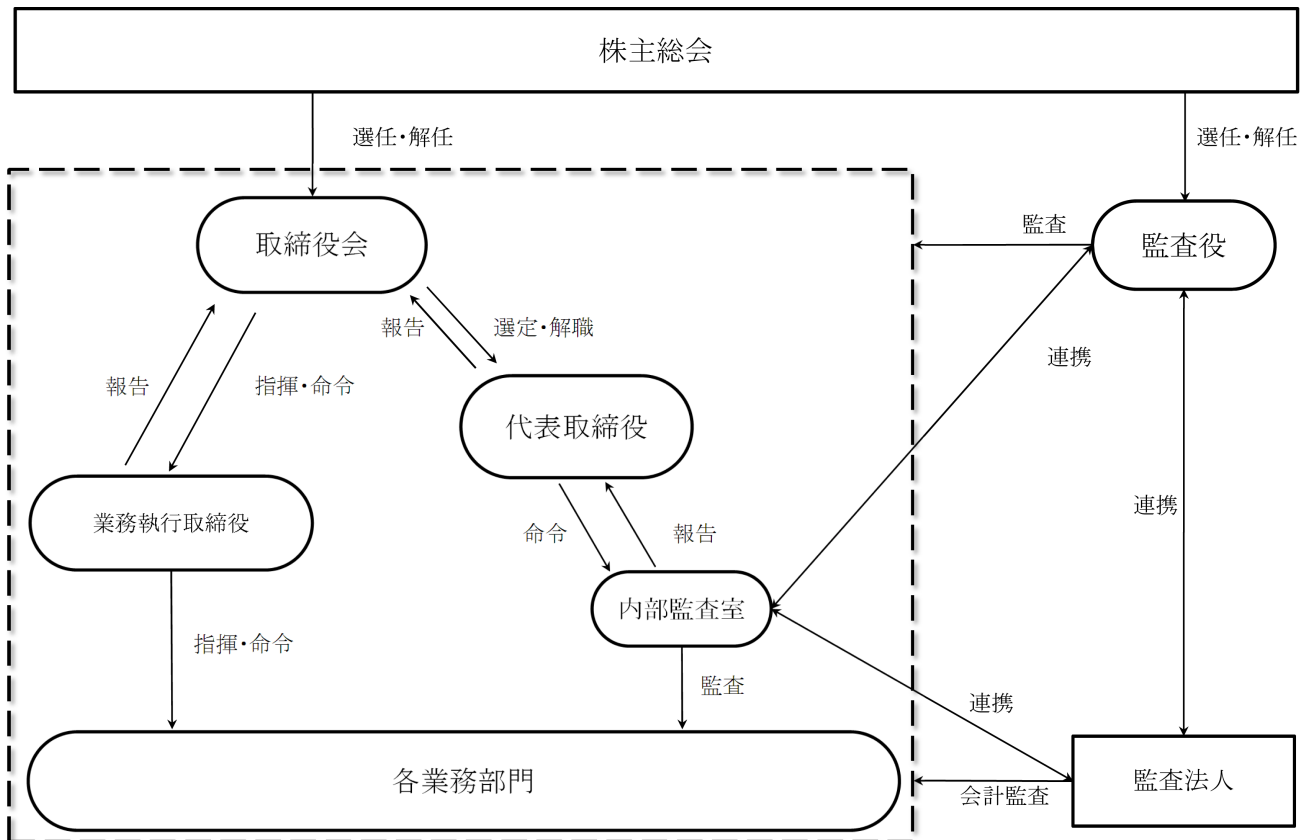 株主総会
選任・解任
選任・解任
取締役会
監査
監査役
報告
選定・解職
連携
報告
指揮・命令
代表取締役
業務執行取締役
命令
報告
連携
内部監査室
指揮・命令
監査
連携
各業務部門
会計監査
監査法人